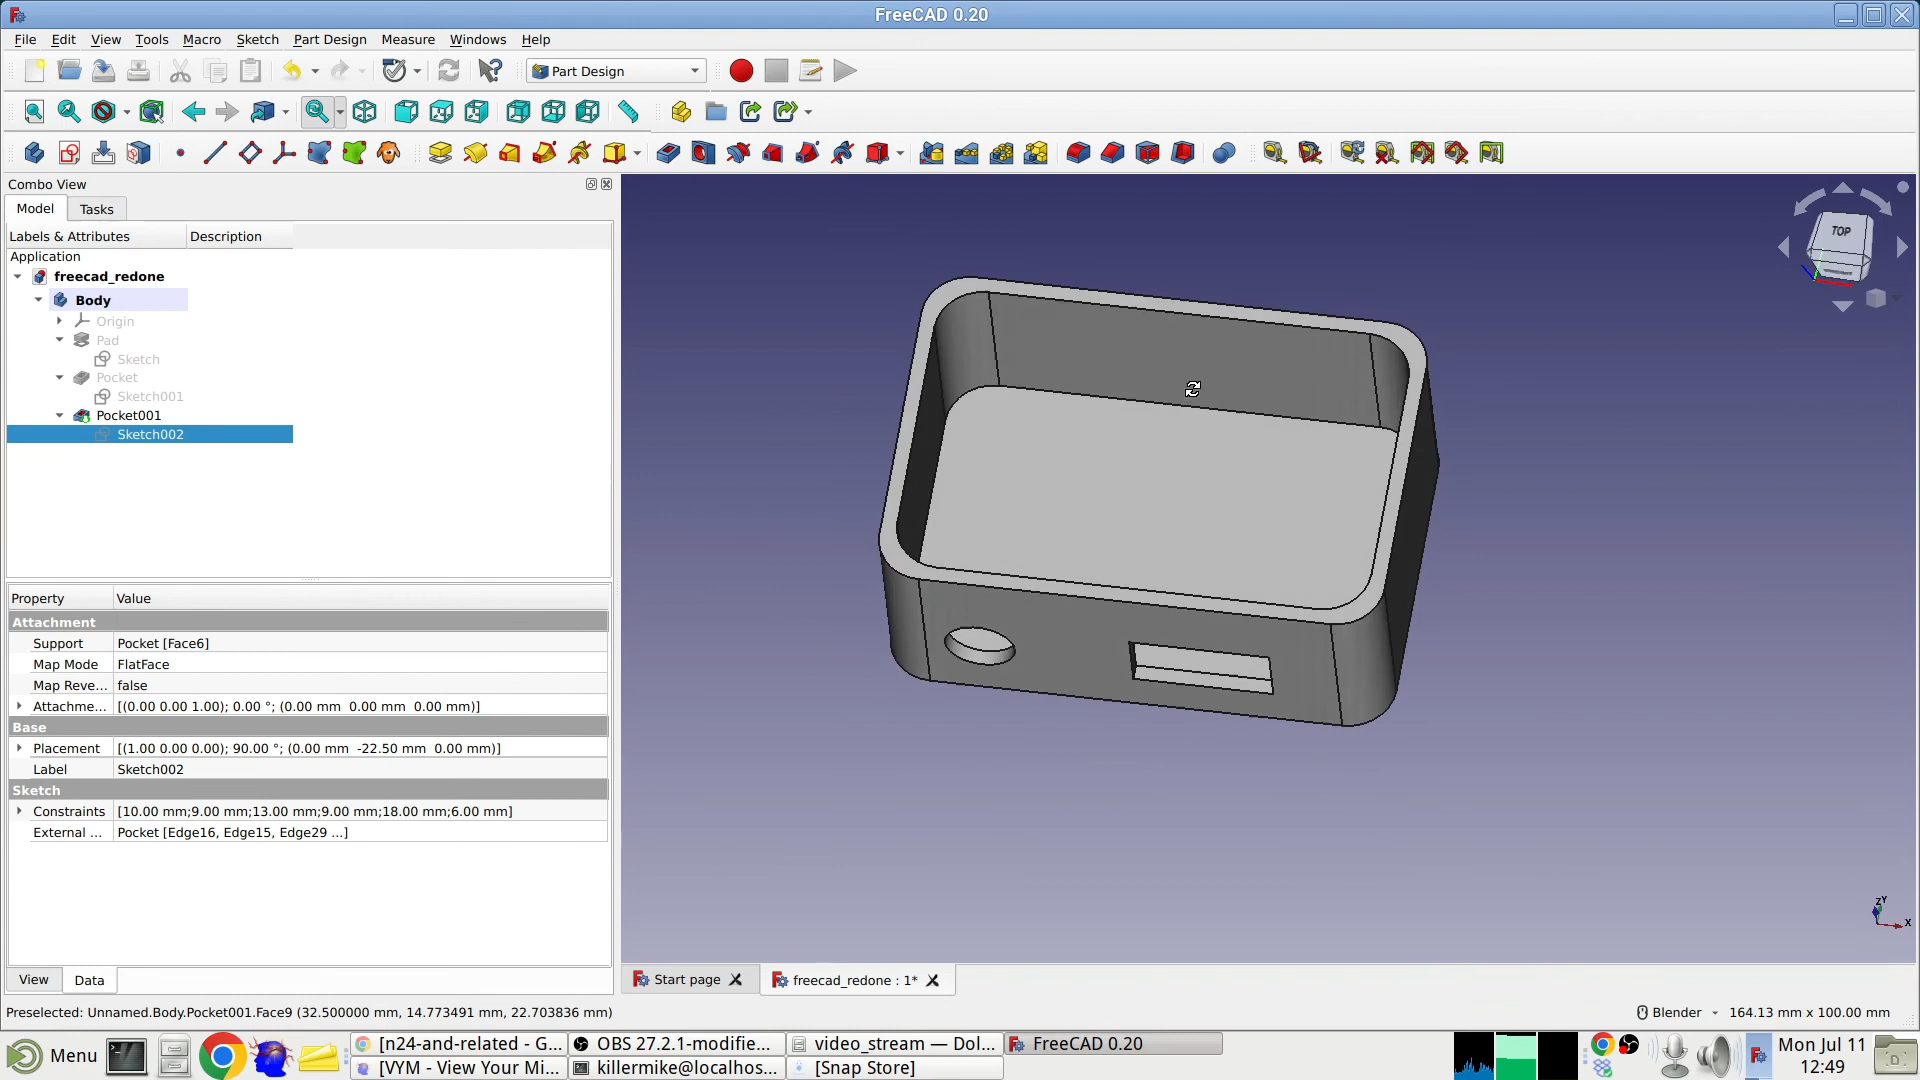 FreeCAD 0.20
File Edit View Tools Macro Sketch Part Design Measure Windows Help
Part Design
Combo View
Model Tasks
Labels & Attributes Description
Application
freecad_redone
Body
Origin
Pad
Sketch
Pocket
Sketch001
Pocket001
Sketch002
TOP
Property Value
Attachment
Support Pocket [Face6]
Map Mode FlatFace
Map Reve... false
Attachme... [(0.00 0.00 1.00); 0.00 °; (0.00 mm 0.00 mm 0.00 mm)]
Base
Placement [(1.00 0.00 0.00); 90.00 °; (0.00 mm -22.50 mm 0.00 mm)]
Label Sketch002
Sketch
Constraints [10.00 mm;9.00 mm;13.00 mm;9.00 mm;18.00 mm;6.00 mm]
External ... Pocket [Edge16, Edge15, Edge29 ...]
Z Y
X
View Data
Start page freecad_redone : 1*
Preselected: Unnamed.Body.Pocket001.Face9 (32.500000 mm, 14.773491 mm, 22.703836 mm)
Blender 164.13 mm x 100.00 mm
Menu
[n24-and-related - G... OBS 27.2.1-modifie... video_stream — Dol... FreeCAD 0.20
[VYM - View Your Mi... killermike@localhos... [Snap Store]
Mon Jul 11
12:49